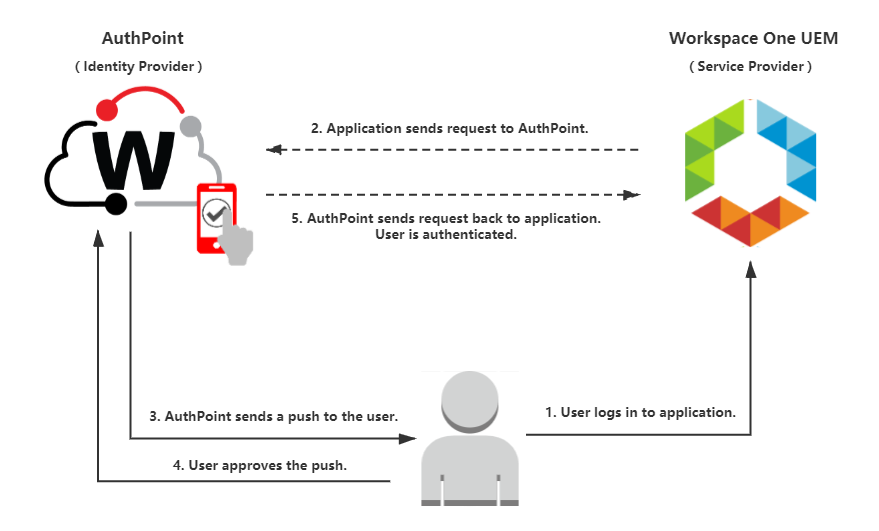 AuthPoint
( Identity Provider )
Workspace One UEM
( Service Provider )
W
2. Application sends request to AuthPoint.
5. AuthPoint sends request back to application.
User is authenticated.
3. AuthPoint sends a push to the user.
1. User logs in to application.
4. User approves the push.